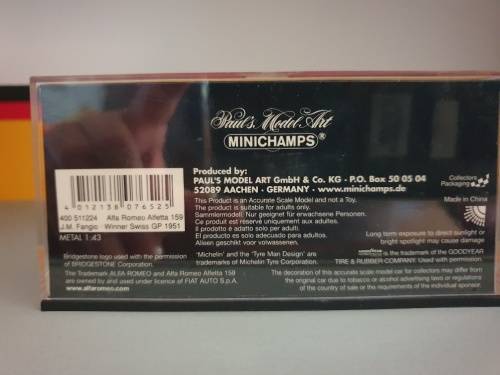 Paul's Model Art
MINICHAMPS®
Produced by:
PAUL'S MODEL ART GmbH & Co. KG · P.O. Box 50 05 04
52089 AACHEN · GERMANY · www.minichamps.de
This Product is an Accurate Scale Model and not a Toy.
This product is suitable for adults only.
Sammlermodell: Nur geeignet für erwachsene Personen.
Ce produit est réservé uniquement aux adultes.
Il prodotto è adatto solo per adulti.
El producto es solo adecuado para adultos.
Alleen geschikt voor volwassenen.
Collectors
Packaging
Made in China
4 012138 076525
400 511224 Alfa Romeo Alfetta 159
J.M. Fangio Winner Swiss GP 1951
METAL 1:43
Long term exposure to direct sunlight or
bright spotlight may cause damage
Bridgestone logo used with the permission
of BRIDGESTONE Corporation.
'Michelin' and the 'Tyre Man Design' are
trademarks of Michelin Tyre Corporation.
GOODYEAR is the trademark of the GOODYEAR
TIRE & RUBBER COMPANY. Used with permission.
The Trademark ALFA ROMEO and Alfa Romeo Alfetta 159
are owned by and used under licence of FIAT AUTO S.p.A.
www.alfaromeo.com
The decoration of this accurate scale model for collectors may differ from
the original car due to tobacco or alcohol advertising laws or regulations
of the country of sale or the requirements of the individual sponsor.